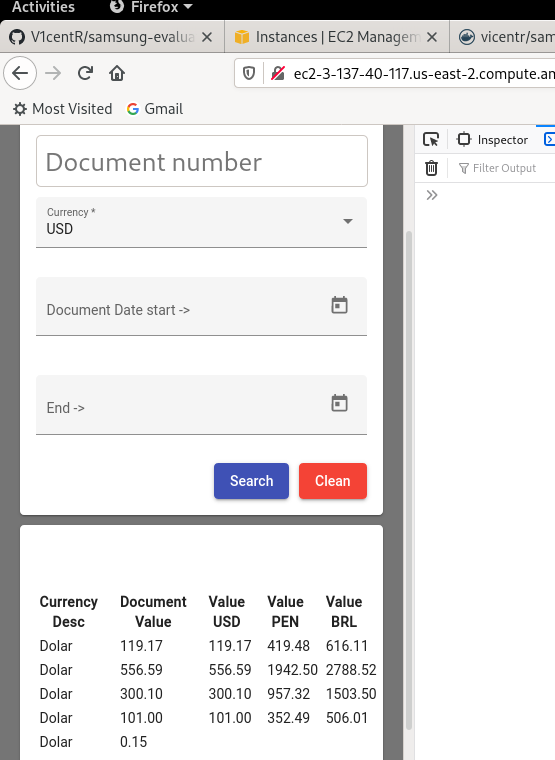 Activities Firefox
V1centR/samsung-evalua Instances | EC2 Managem vicentr/sam
ec2-3-137-40-117.us-east-2.compute.am
Most Visited Gmail
Inspector
Filter Output
Document number
Currency *
USD
Document Date start ->
End ->
Search Clean
Currency Desc Document Value Value USD Value PEN Value BRL
Dolar 119.17 119.17 419.48 616.11
Dolar 556.59 556.59 1942.50 2788.52
Dolar 300.10 300.10 957.32 1503.50
Dolar 101.00 101.00 352.49 506.01
Dolar 0.15